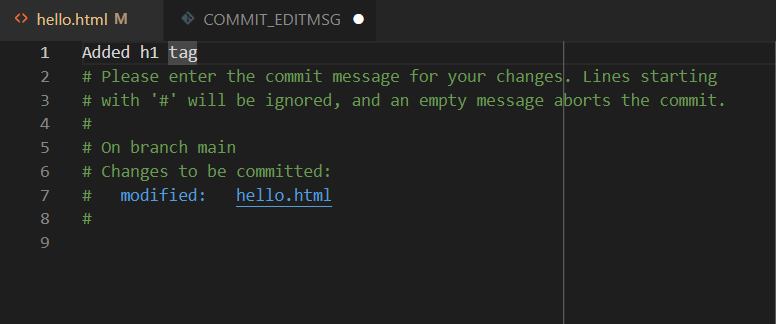 <> hello.html M
COMMIT_EDITMSG
1 Added h1 tag
2 # Please enter the commit message for your changes. Lines starting
3 # with '#' will be ignored, and an empty message aborts the commit.
4 #
5 # On branch main
6 # Changes to be committed:
7 #   modified:   hello.html
8 #
9